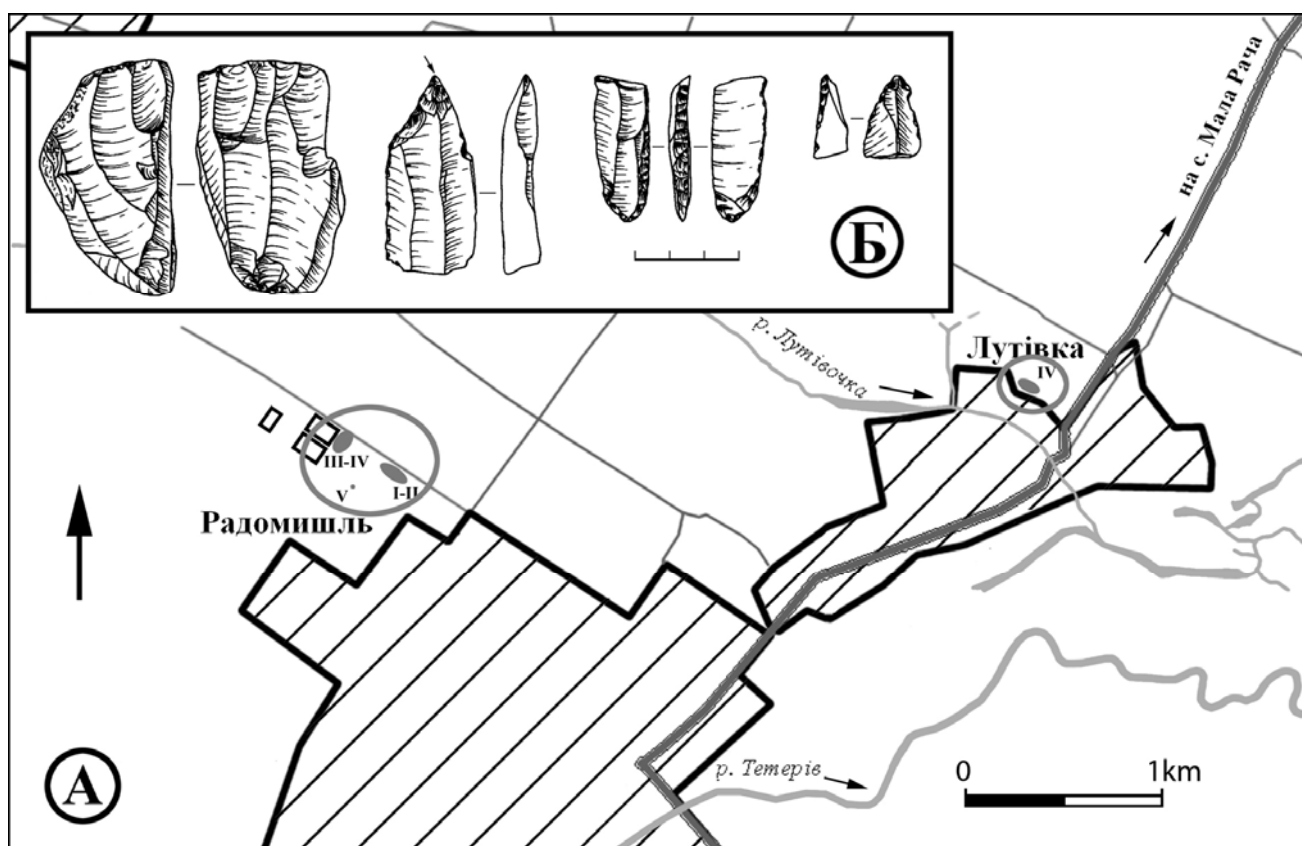 Б
на с. Мала Рача
р. Лутівочка
Лутівка
IV
III-IV
I-II
V
Радомишль
А
р. Тетерів
0 1km